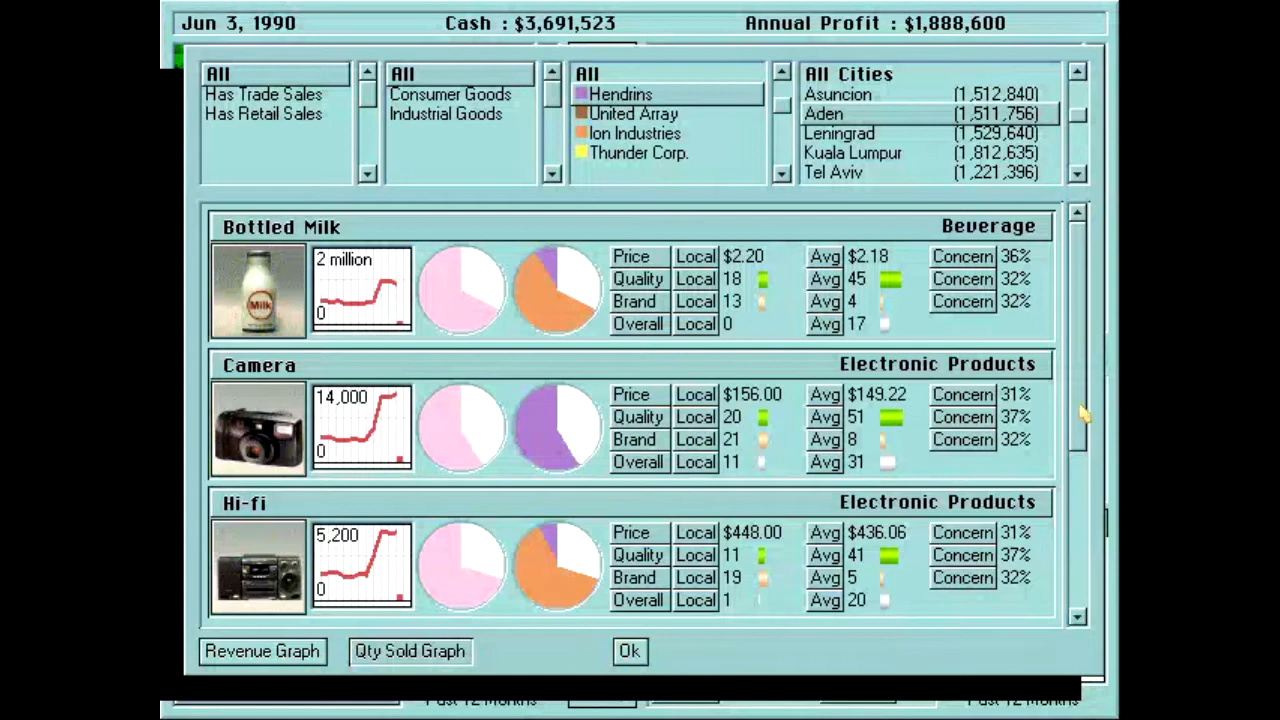 Jun 3, 1990 Cash : $3,691,523 Annual Profit : $1,888,600
All All All All Cities
Has Trade Sales Consumer Goods Hendrins Asuncion (1,512,840)
Has Retail Sales Industrial Goods United Array Aden (1,511,756)
Ion Industries Leningrad (1,529,640)
Thunder Corp. Kuala Lumpur (1,812,635)
Tel Aviv (1,221,396)
Bottled Milk Beverage
2 million Price Local $2.20 Avg $2.18 Concern 36%
Milk Quality Local 18 Avg 45 Concern 32%
0 Brand Local 13 Avg 4 Concern 32%
Overall Local 0 Avg 17
Camera Electronic Products
14,000 Price Local $156.00 Avg $149.22 Concern 31%
Quality Local 20 Avg 51 Concern 37%
0 Brand Local 21 Avg 8 Concern 32%
Overall Local 11 Avg 31
Hi-fi Electronic Products
5,200 Price Local $448.00 Avg $436.06 Concern 31%
Quality Local 11 Avg 41 Concern 37%
0 Brand Local 19 Avg 5 Concern 32%
Overall Local 1 Avg 20
Revenue Graph Qty Sold Graph Ok
Past 12 Months Past 12 Months